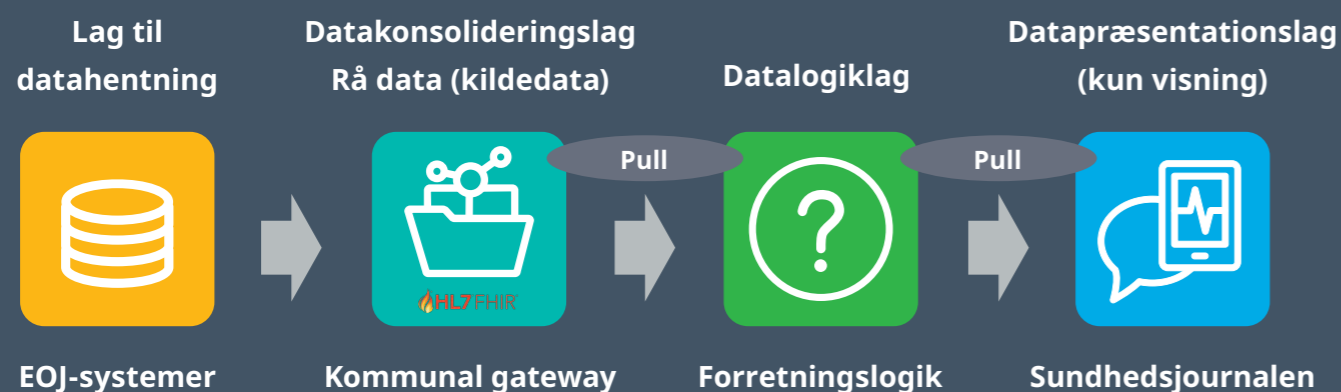 Lag til
datahentning
Datakonsolideringslag
Rå data (kildedata)
Datalogiklag
Datapræsentationslag
(kun visning)
Pull
Pull
?
HL7 FHIR
EOJ-systemer
Kommunal gateway
Forretningslogik
Sundhedsjournalen